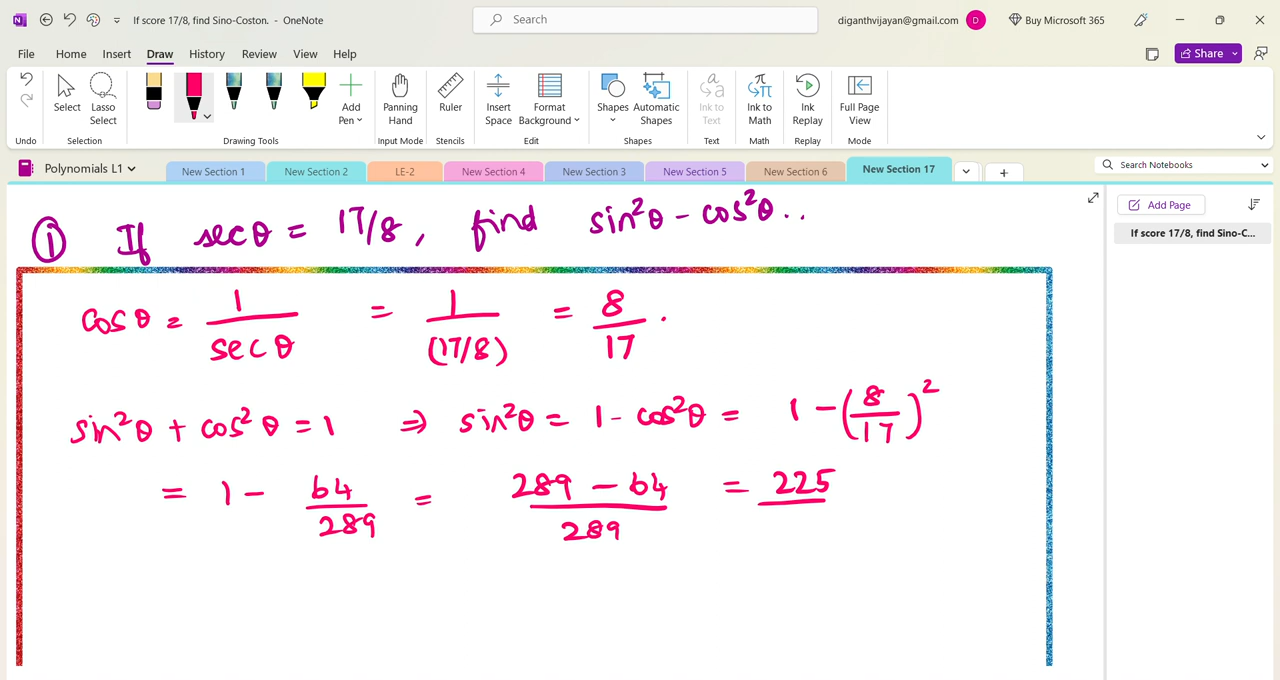 If score 17/8, find Sino-Coston. - OneNote
Search
diganthvijayan@gmail.com D Buy Microsoft 365
File Home Insert Draw History Review View Help Share
Undo Select Lasso Select Add Pen Panning Hand Ruler Insert Space Format Background Shapes Automatic Shapes Ink to Text Ink to Math Ink Replay Full Page View
Undo Selection Drawing Tools Input Mode Stencils Edit Shapes Text Math Replay Mode
Polynomials L1 New Section 1 New Section 2 LE-2 New Section 4 New Section 3 New Section 5 New Section 6 New Section 17 + Search Notebooks
Add Page
If score 17/8, find Sino-C...
① If secθ = 17/8, find sin²θ - cos²θ..
cosθ = 1/secθ = 1/(17/8) = 8/17.
sin²θ + cos²θ = 1 ⇒ sin²θ = 1 - cos²θ = 1 - (8/17)²
= 1 - 64/289 = (289 - 64)/289 = 225